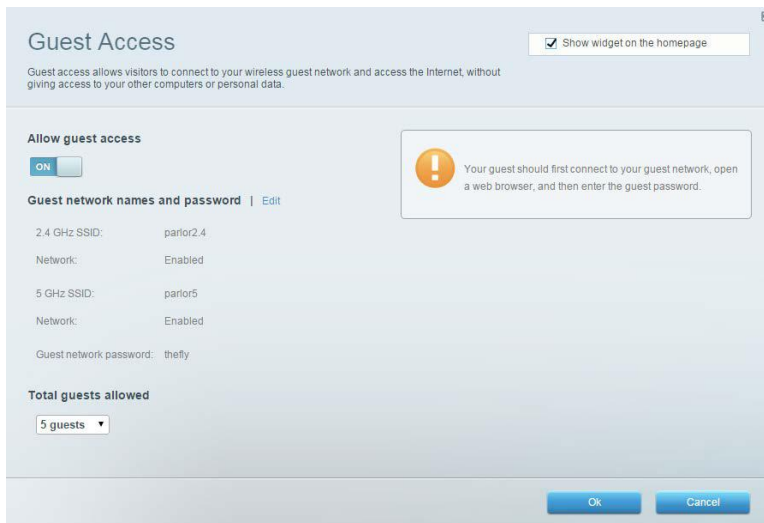 Guest Access
Show widget on the homepage
Guest access allows visitors to connect to your wireless guest network and access the Internet, without
giving access to your other computers or personal data.
Allow guest access
ON
Your guest should first connect to your guest network, open
a web browser, and then enter the guest password.
Guest network names and password | Edit
2.4 GHz SSID: parlor2.4
Network: Enabled
5 GHz SSID: parlor5
Network: Enabled
Guest network password: thefly
Total guests allowed
5 guests
Ok Cancel